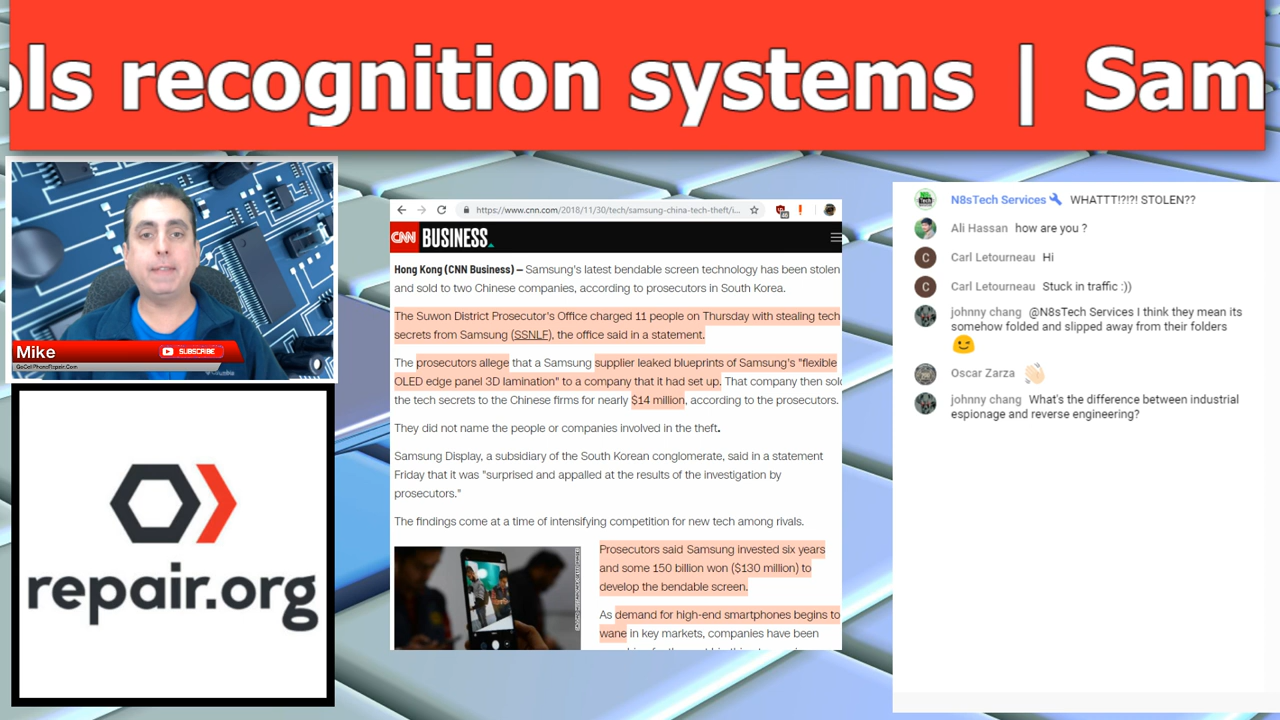 ols recognition systems | Sam
Mike
SUBSCRIBE
GoCellPhoneRepair.Com
repair.org
https://www.cnn.com/2018/11/30/tech/samsung-china-tech-theft/i...
CNN BUSINESS
Hong Kong (CNN Business) — Samsung's latest bendable screen technology has been stolen
and sold to two Chinese companies, according to prosecutors in South Korea.
The Suwon District Prosecutor's Office charged 11 people on Thursday with stealing tech
secrets from Samsung (SSNLF), the office said in a statement.
The prosecutors allege that a Samsung supplier leaked blueprints of Samsung's "flexible
OLED edge panel 3D lamination" to a company that it had set up. That company then sol
the tech secrets to the Chinese firms for nearly $14 million, according to the prosecutors.
They did not name the people or companies involved in the theft.
Samsung Display, a subsidiary of the South Korean conglomerate, said in a statement
Friday that it was "surprised and appalled at the results of the investigation by
prosecutors."
The findings come at a time of intensifying competition for new tech among rivals.
Prosecutors said Samsung invested six years
and some 150 billion won ($130 million) to
develop the bendable screen.
As demand for high-end smartphones begins to
wane in key markets, companies have been
N8sTech Services WHATTT!?!?! STOLEN??
Ali Hassan how are you ?
C Carl Letourneau Hi
C Carl Letourneau Stuck in traffic :))
johnny chang @N8sTech Services I think they mean its
somehow folded and slipped away from their folders
Oscar Zarza
johnny chang What's the difference between industrial
espionage and reverse engineering?